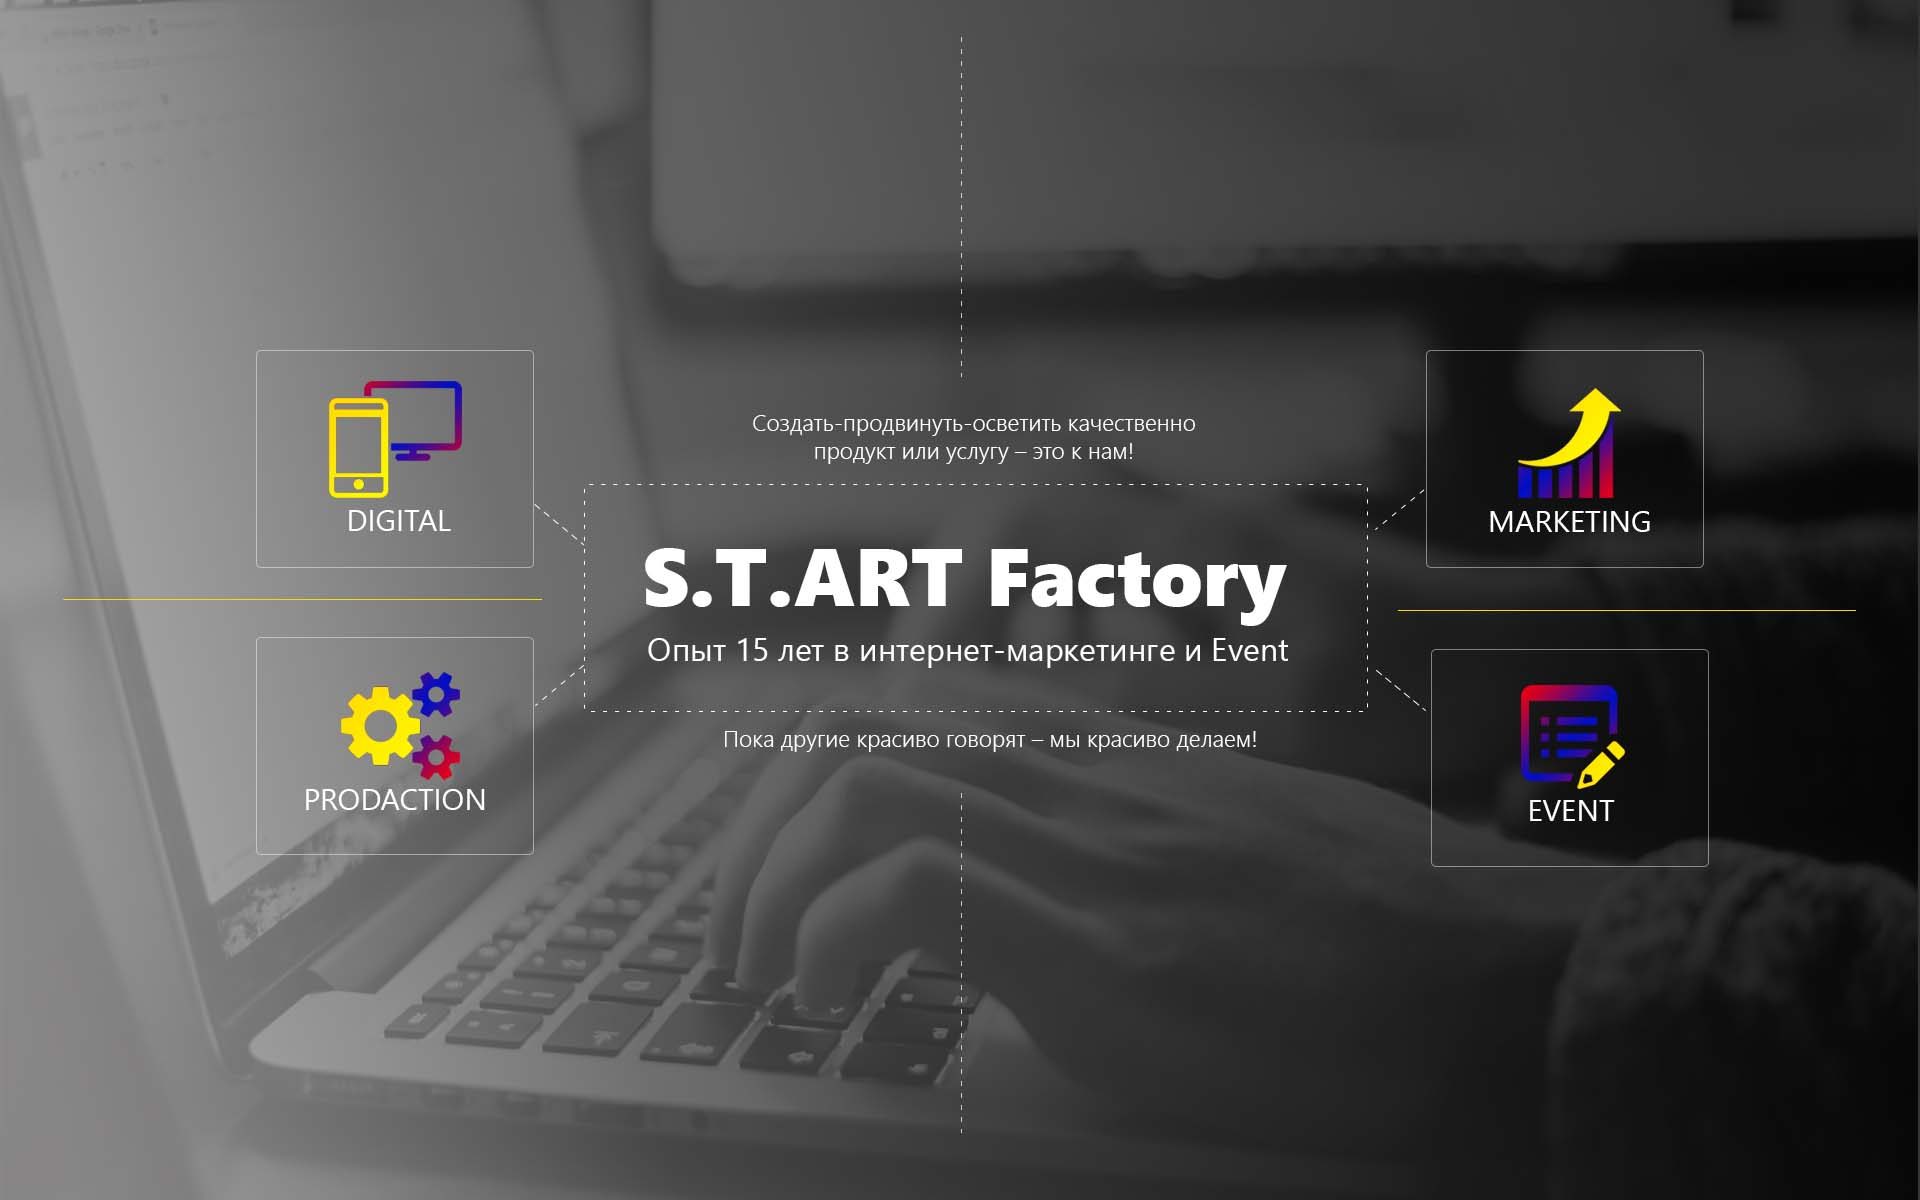 Создать-продвинуть-осветить качественно
продукт или услугу – это к нам!
DIGITAL
MARKETING
S.T.ART Factory
Опыт 15 лет в интернет-маркетинге и Event
Пока другие красиво говорят – мы красиво делаем!
PRODACTION
EVENT